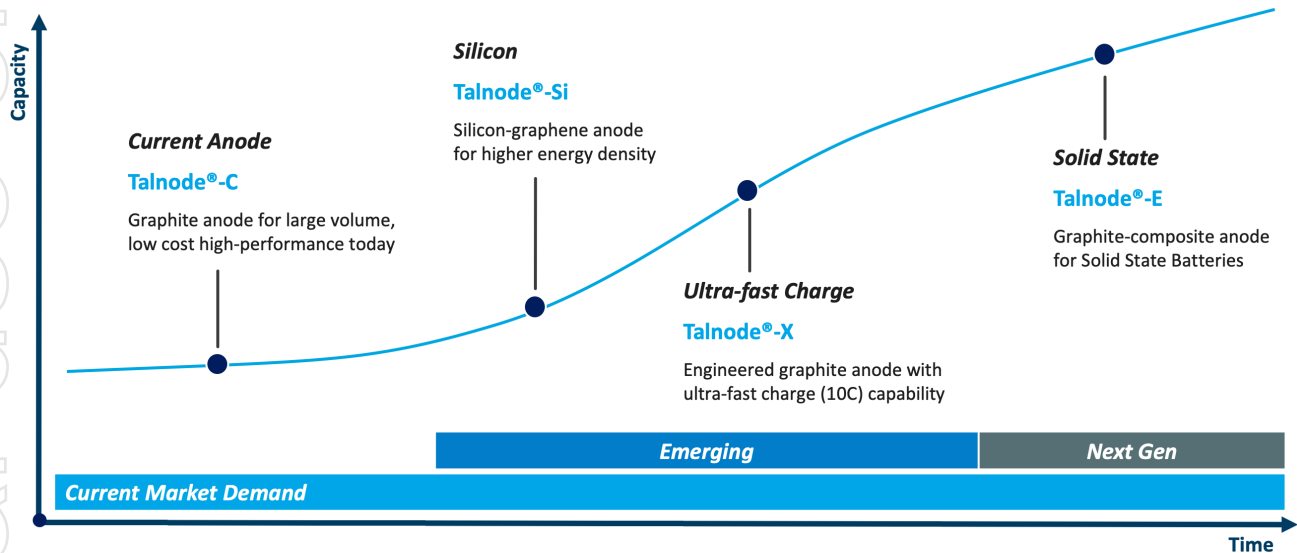 Capacity
Current Anode
Talnode®-C
Graphite anode for large volume,
low cost high-performance today
Silicon
Talnode®-Si
Silicon-graphene anode
for higher energy density
Ultra-fast Charge
Talnode®-X
Engineered graphite anode with
ultra-fast charge (10C) capability
Solid State
Talnode®-E
Graphite-composite anode
for Solid State Batteries
Emerging
Next Gen
Current Market Demand
Time